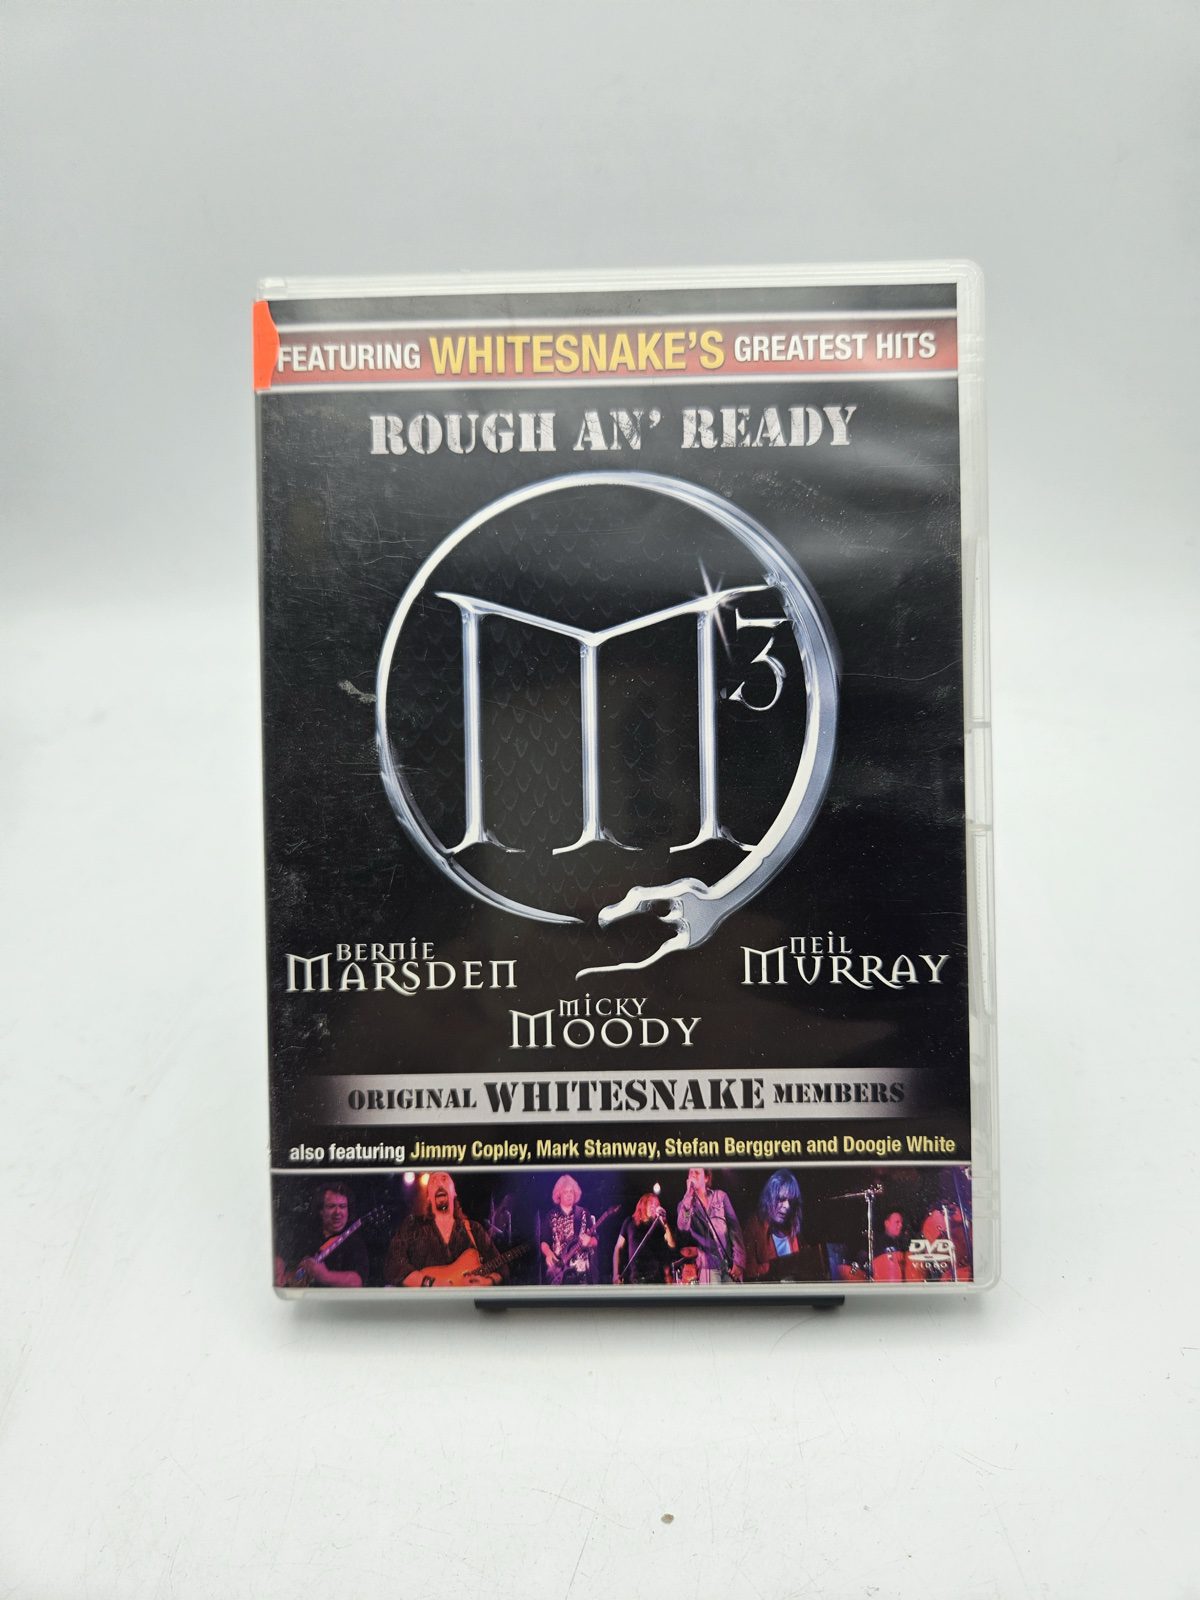 FEATURING WHITESNAKE'S GREATEST HITS
ROUGH AN' READY
M3
BERNIE
MARSDEN
NEIL
MURRAY
MICKY
MOODY
ORIGINAL WHITESNAKE MEMBERS
also featuring Jimmy Copley, Mark Stanway, Stefan Berggren and Doogie White
DVD
VIDEO